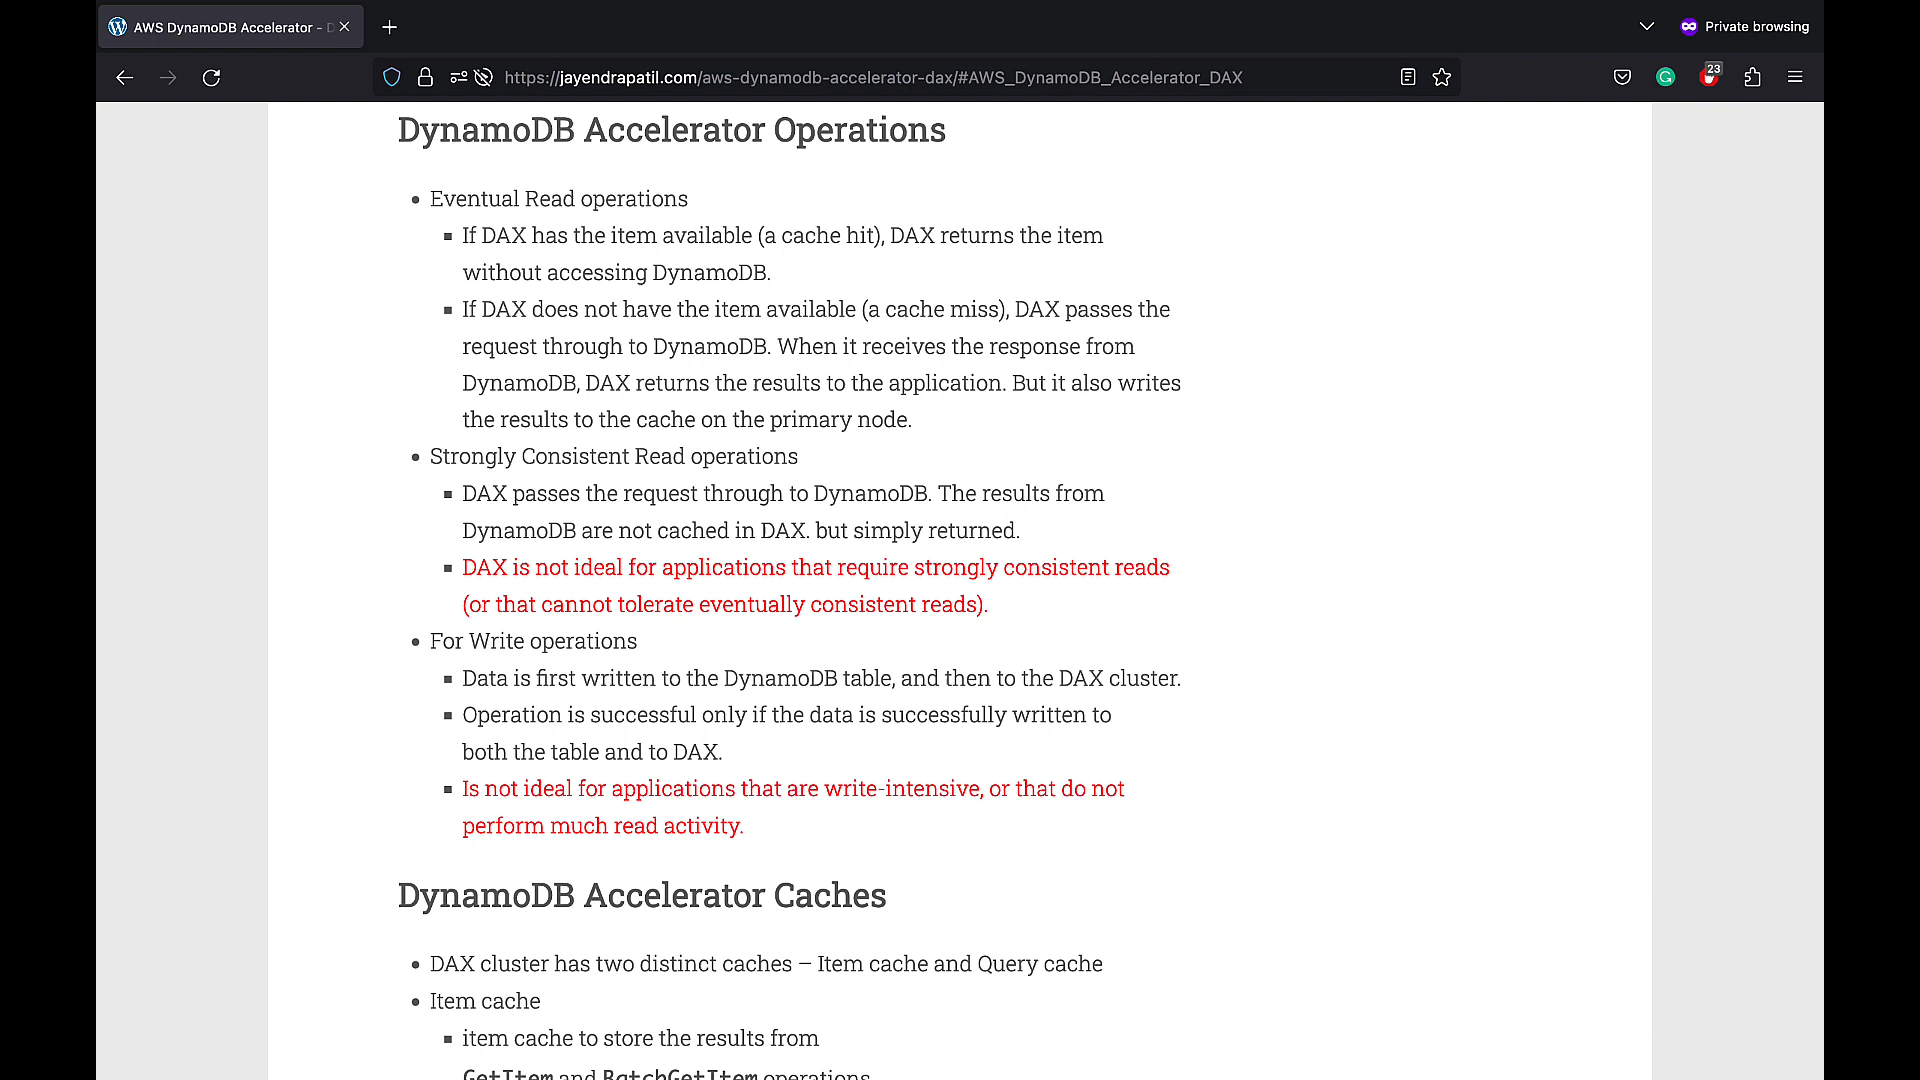 AWS DynamoDB Accelerator - D
Private browsing
https://jayendrapatil.com/aws-dynamodb-accelerator-dax/#AWS_DynamoDB_Accelerator_DAX
23
DynamoDB Accelerator Operations
Eventual Read operations
If DAX has the item available (a cache hit), DAX returns the item
without accessing DynamoDB.
If DAX does not have the item available (a cache miss), DAX passes the
request through to DynamoDB. When it receives the response from
DynamoDB, DAX returns the results to the application. But it also writes
the results to the cache on the primary node.
Strongly Consistent Read operations
DAX passes the request through to DynamoDB. The results from
DynamoDB are not cached in DAX. but simply returned.
DAX is not ideal for applications that require strongly consistent reads
(or that cannot tolerate eventually consistent reads).
For Write operations
Data is first written to the DynamoDB table, and then to the DAX cluster.
Operation is successful only if the data is successfully written to
both the table and to DAX.
Is not ideal for applications that are write-intensive, or that do not
perform much read activity.
DynamoDB Accelerator Caches
DAX cluster has two distinct caches – Item cache and Query cache
Item cache
item cache to store the results from
GetItem and BatchGetItem operations